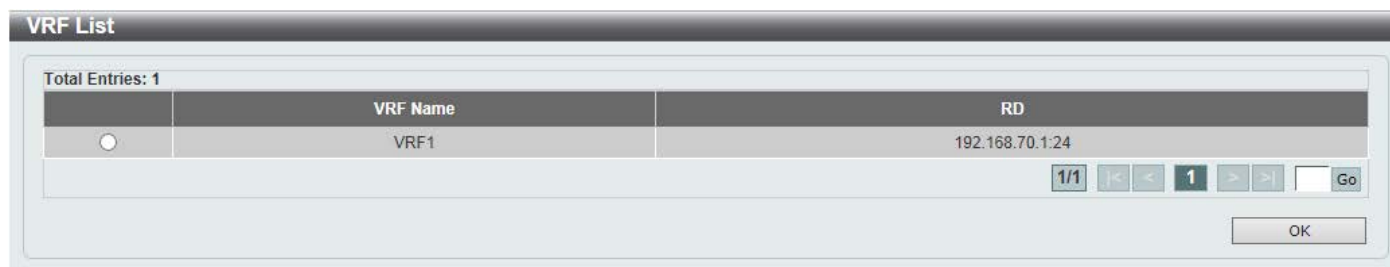 VRF List
Total Entries: 1
VRF Name RD
VRF1 192.168.70.1:24
1/1 |< < 1 > >| Go
OK